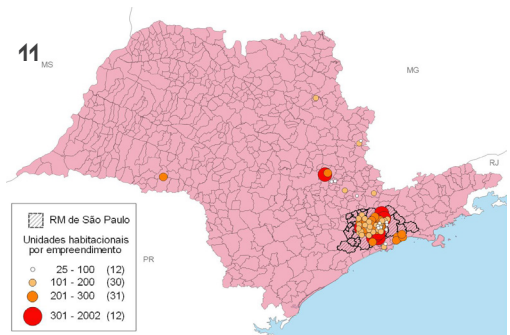 11
MS
MG
RJ
PR
RM de São Paulo
Unidades habitacionais
por empreendimento
25 - 100 (12)
101 - 200 (30)
201 - 300 (31)
301 - 2002 (12)